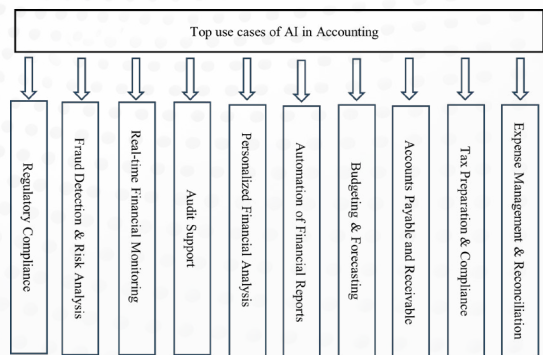 Top use cases of AI in Accounting
Regulatory Compliance
Fraud Detection & Risk Analysis
Real-time Financial Monitoring
Audit Support
Personalized Financial Analysis
Automation of Financial Reports
Budgeting & Forecasting
Accounts Payable and Receivable
Tax Preparation & Compliance
Expense Management & Reconciliation